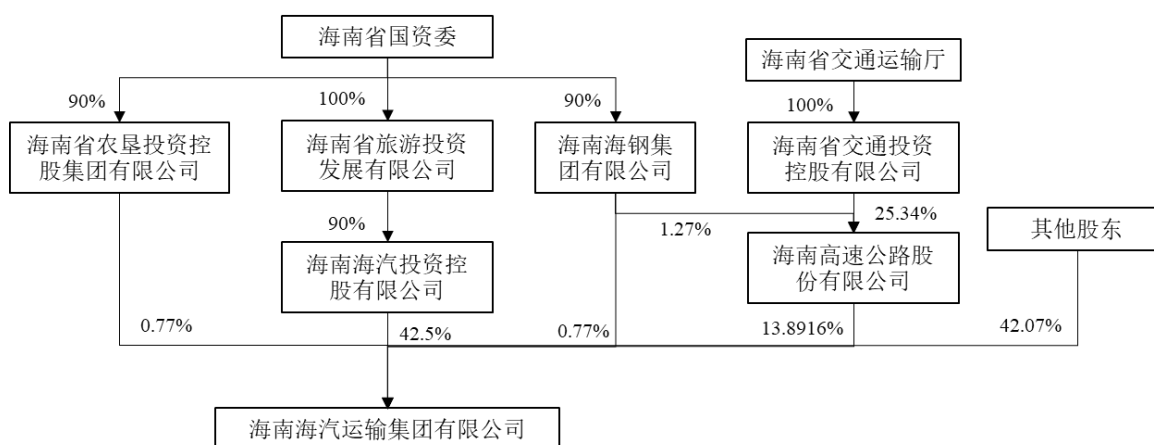 海南省国资委
海南省交通运输厅
90%
100%
90%
100%
海南省农垦投资控
股集团有限公司
海南省旅游投资
发展有限公司
海南海钢集
团有限公司
海南省交通投资
控股有限公司
90%
1.27%
25.34%
其他股东
海南海汽投资控
股有限公司
海南高速公路股
份有限公司
0.77%
42.5%
0.77%
13.8916%
42.07%
海南海汽运输集团有限公司